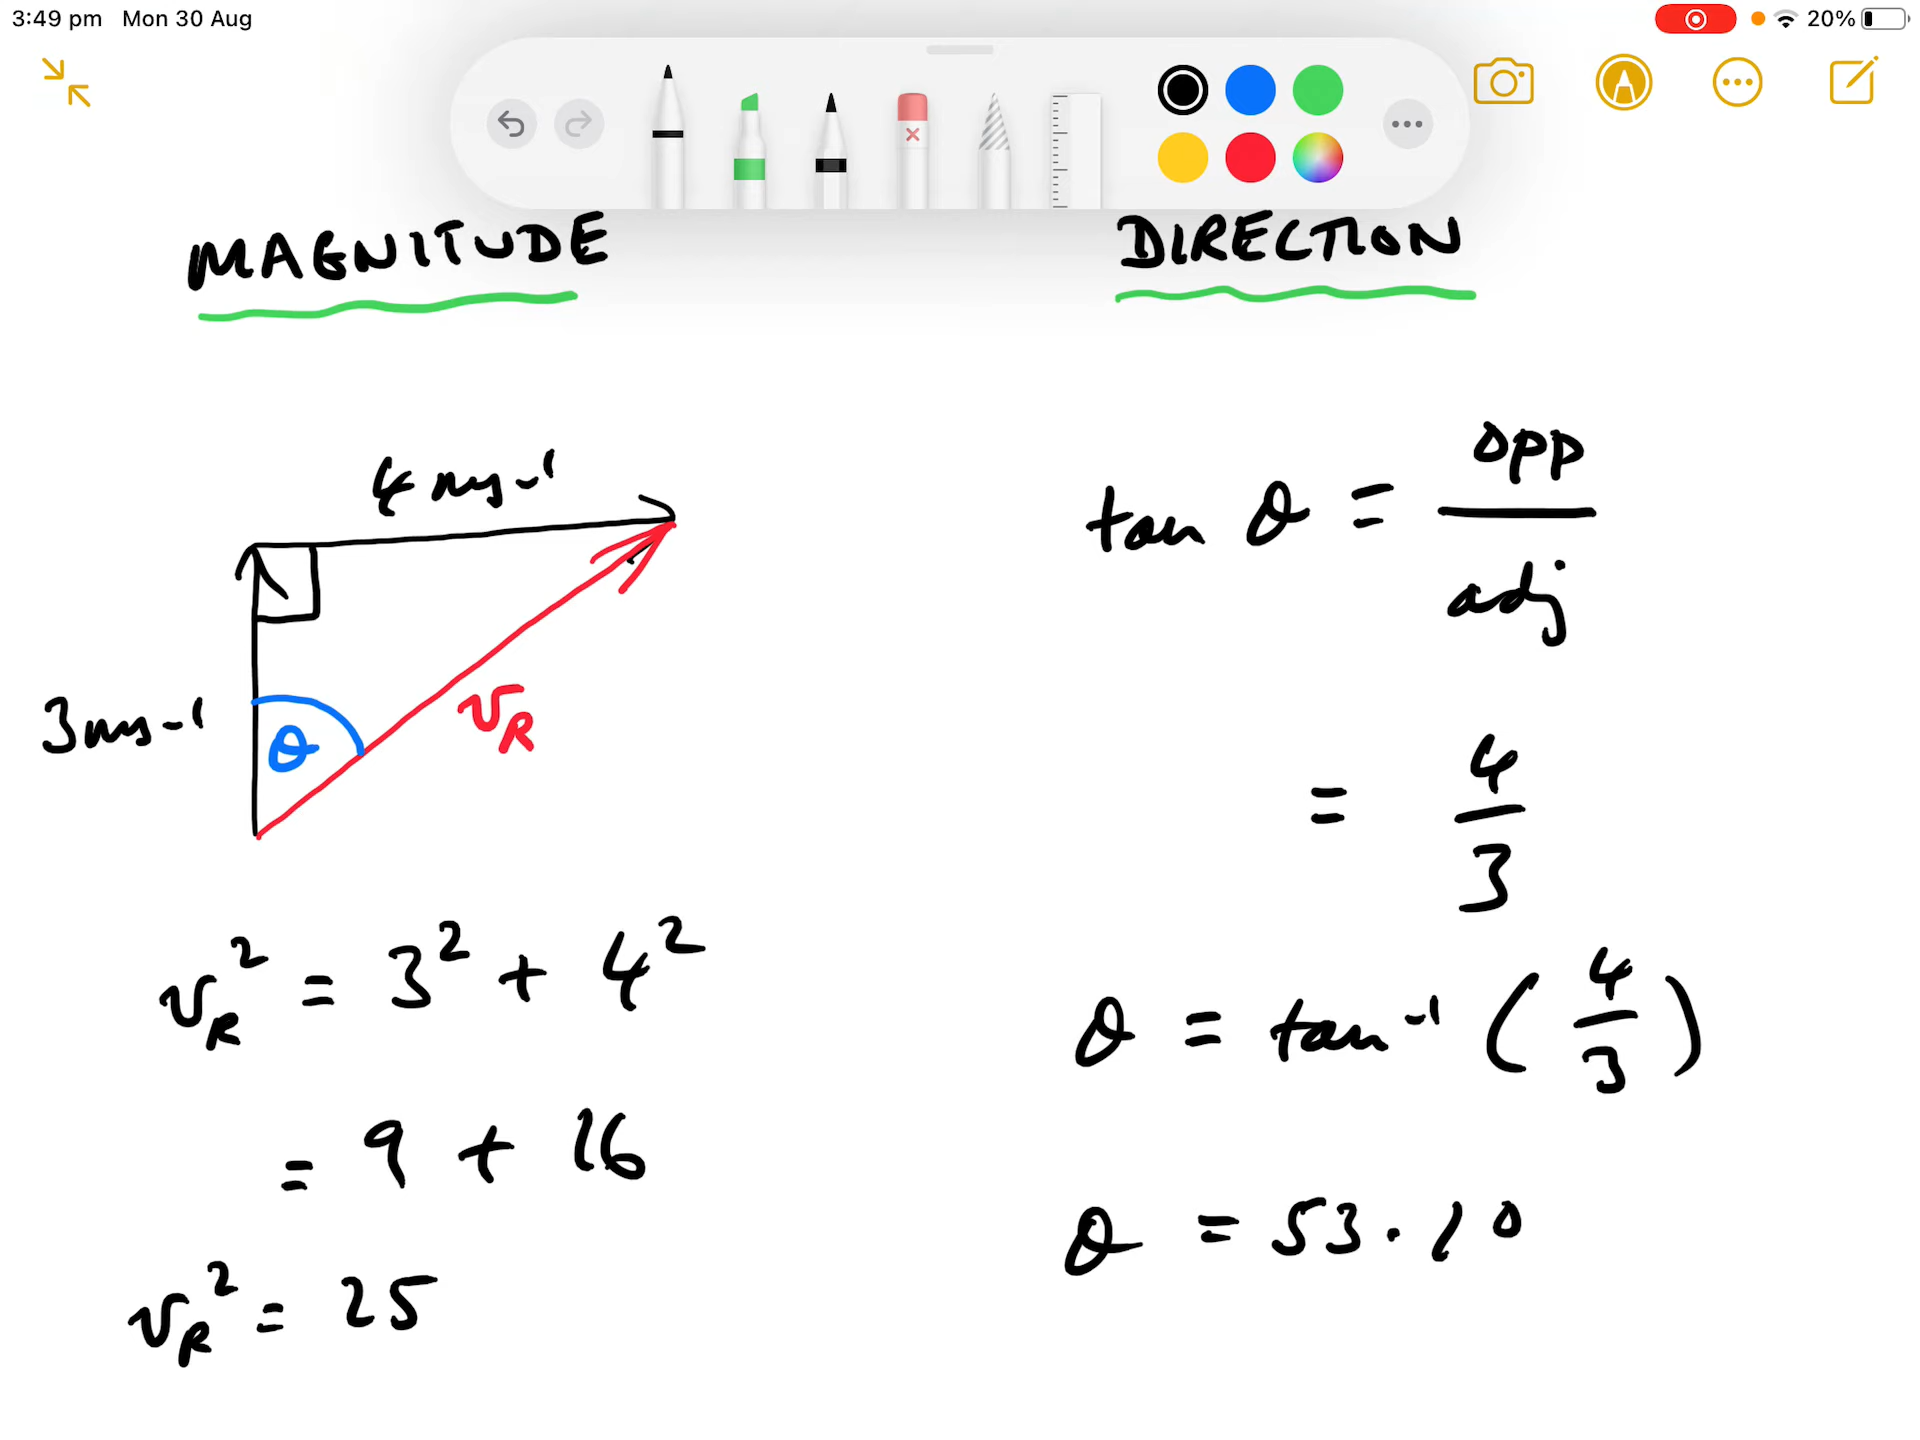 3:49 pm Mon 30 Aug
20%
MAGNITUDE
DIRECTION
4 ms-¹
3ms-¹
θ
vR
vR² = 3² + 4²
= 9 + 16
vR² = 25
tan θ = opp
adj
= 4
3
θ = tan-¹ ( 4
3 )
θ = 53.1°